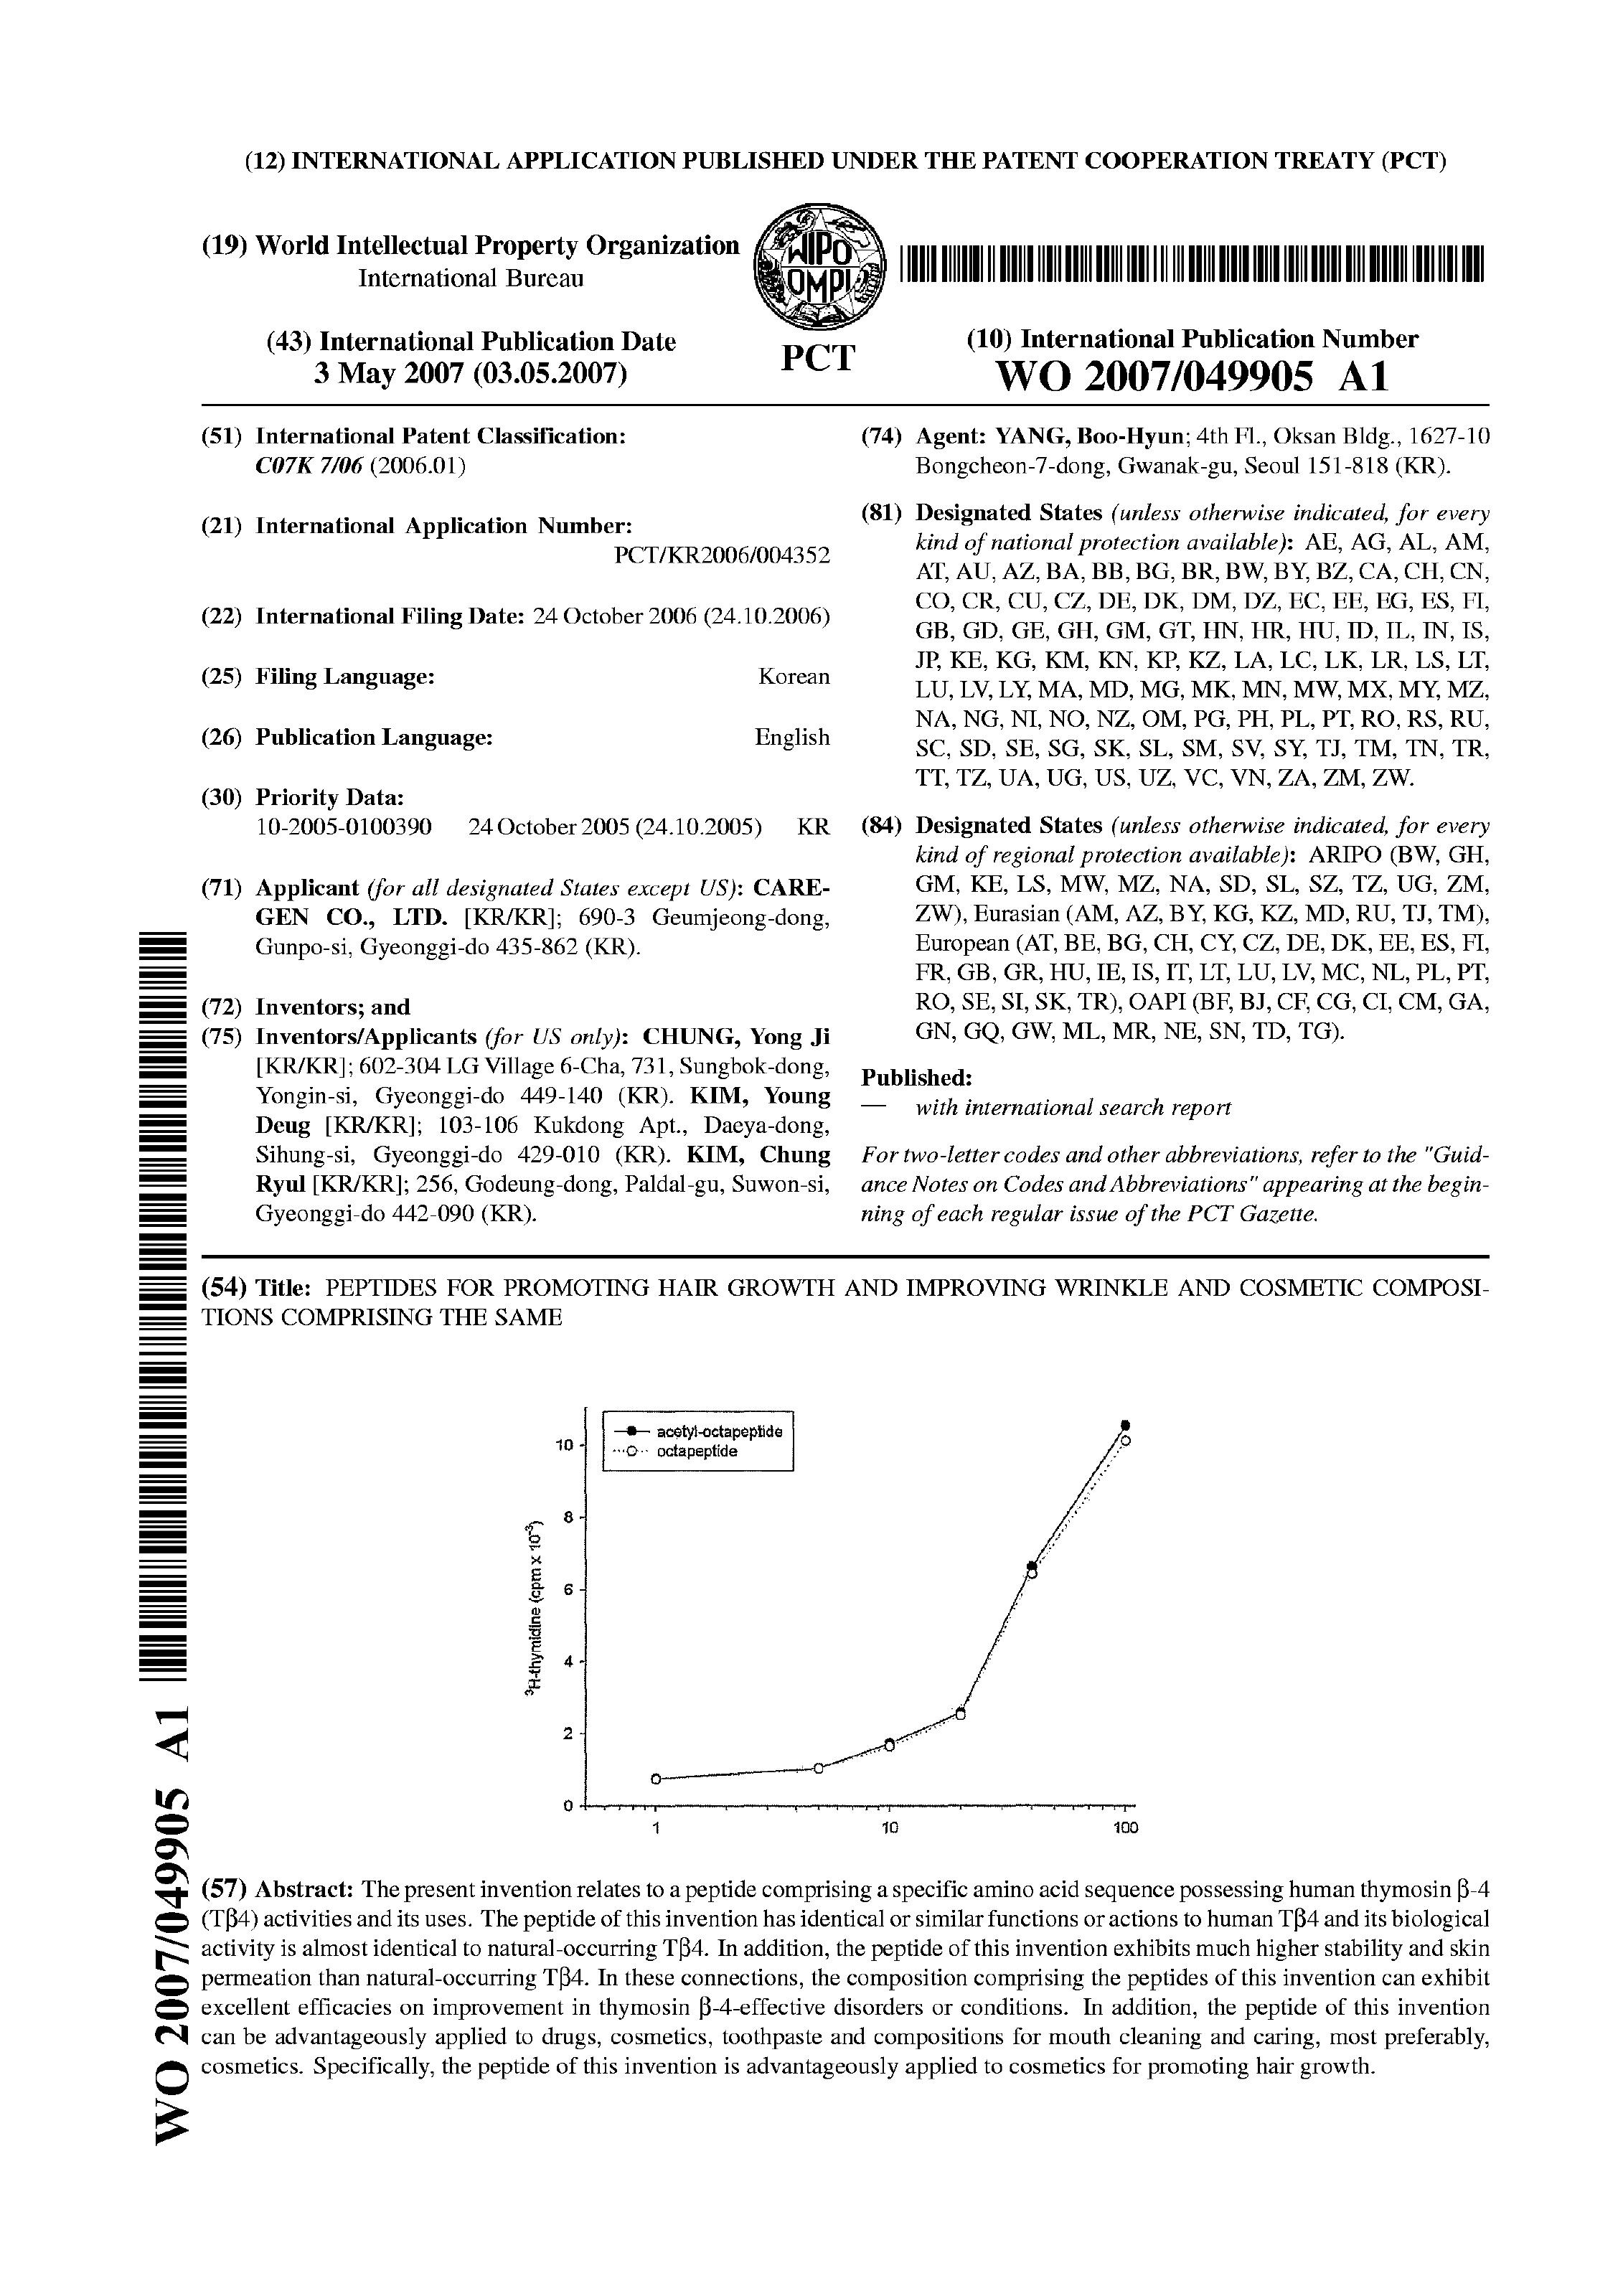 (12) INTERNATIONAL APPLICATION PUBLISHED UNDER THE PATENT COOPERATION TREATY (PCT)
(19) World Intellectual Property Organization
International Bureau
WIPO
OMPI
PCT
(43) International Publication Date
3 May 2007 (03.05.2007)
(10) International Publication Number
WO 2007/049905 A1
(51) International Patent Classification:
C07K 7/06 (2006.01)
(21) International Application Number:
PCT/KR2006/004352
(22) International Filing Date: 24 October 2006 (24.10.2006)
(25) Filing Language: Korean
(26) Publication Language: English
(30) Priority Data:
10-2005-0100390 24 October 2005 (24.10.2005) KR
(71) Applicant (for all designated States except US): CARE-
GEN CO., LTD. [KR/KR]; 690-3 Geumjeong-dong,
Gunpo-si, Gyeonggi-do 435-862 (KR).
(72) Inventors; and
(75) Inventors/Applicants (for US only): CHUNG, Yong Ji
[KR/KR]; 602-304 LG Village 6-Cha, 731, Sungbok-dong,
Yongin-si, Gyeonggi-do 449-140 (KR). KIM, Young
Deug [KR/KR]; 103-106 Kukdong Apt., Daeya-dong,
Sihung-si, Gyeonggi-do 429-010 (KR). KIM, Chung
Ryul [KR/KR]; 256, Godeung-dong, Paldal-gu, Suwon-si,
Gyeonggi-do 442-090 (KR).
(74) Agent: YANG, Boo-Hyun; 4th Fl., Oksan Bldg., 1627-10
Bongcheon-7-dong, Gwanak-gu, Seoul 151-818 (KR).
(81) Designated States (unless otherwise indicated, for every
kind of national protection available): AE, AG, AL, AM,
AT, AU, AZ, BA, BB, BG, BR, BW, BY, BZ, CA, CH, CN,
CO, CR, CU, CZ, DE, DK, DM, DZ, EC, EE, EG, ES, FI,
GB, GD, GE, GH, GM, GT, HN, HR, HU, ID, IL, IN, IS,
JP, KE, KG, KM, KN, KP, KZ, LA, LC, LK, LR, LS, LT,
LU, LV, LY, MA, MD, MG, MK, MN, MW, MX, MY, MZ,
NA, NG, NI, NO, NZ, OM, PG, PH, PL, PT, RO, RS, RU,
SC, SD, SE, SG, SK, SL, SM, SV, SY, TJ, TM, TN, TR,
TT, TZ, UA, UG, US, UZ, VC, VN, ZA, ZM, ZW.
(84) Designated States (unless otherwise indicated, for every
kind of regional protection available): ARIPO (BW, GH,
GM, KE, LS, MW, MZ, NA, SD, SL, SZ, TZ, UG, ZM,
ZW), Eurasian (AM, AZ, BY, KG, KZ, MD, RU, TJ, TM),
European (AT, BE, BG, CH, CY, CZ, DE, DK, EE, ES, FI,
FR, GB, GR, HU, IE, IS, IT, LT, LU, LV, MC, NL, PL, PT,
RO, SE, SI, SK, TR), OAPI (BF, BJ, CF, CG, CI, CM, GA,
GN, GQ, GW, ML, MR, NE, SN, TD, TG).
Published:
— with international search report
For two-letter codes and other abbreviations, refer to the "Guid-
ance Notes on Codes and Abbreviations" appearing at the begin-
ning of each regular issue of the PCT Gazette.
(54) Title: PEPTIDES FOR PROMOTING HAIR GROWTH AND IMPROVING WRINKLE AND COSMETIC COMPOSI-
TIONS COMPRISING THE SAME
acetyl-octapeptide
octapeptide
³H-thymidine (cpm x 10⁻³)
10
8
6
4
2
0
1 10 100
(57) Abstract: The present invention relates to a peptide comprising a specific amino acid sequence possessing human thymosin β-4
(Tβ4) activities and its uses. The peptide of this invention has identical or similar functions or actions to human Tβ4 and its biological
activity is almost identical to natural-occurring Tβ4. In addition, the peptide of this invention exhibits much higher stability and skin
permeation than natural-occurring Tβ4. In these connections, the composition comprising the peptides of this invention can exhibit
excellent efficacies on improvement in thymosin β-4-effective disorders or conditions. In addition, the peptide of this invention
can be advantageously applied to drugs, cosmetics, toothpaste and compositions for mouth cleaning and caring, most preferably,
cosmetics. Specifically, the peptide of this invention is advantageously applied to cosmetics for promoting hair growth.
WO 2007/049905 A1